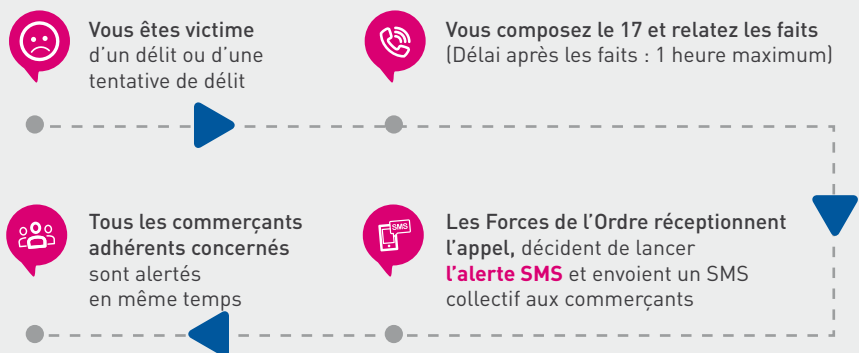 Vous êtes victime
d'un délit ou d'une
tentative de délit
Vous composez le 17 et relatez les faits
(Délai après les faits : 1 heure maximum)
Les Forces de l'Ordre réceptionnent
l'appel, décident de lancer
l'alerte SMS et envoient un SMS
collectif aux commerçants
SMS
Tous les commerçants
adhérents concernés
sont alertés
en même temps